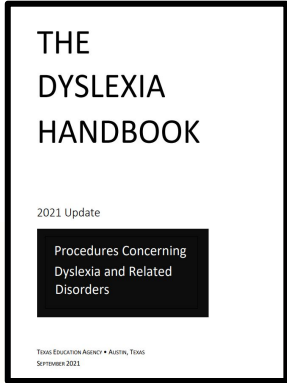 THE
DYSLEXIA
HANDBOOK
2021 Update
Procedures Concerning
Dyslexia and Related
Disorders
TEXAS EDUCATION AGENCY • AUSTIN, TEXAS
SEPTEMBER 2021